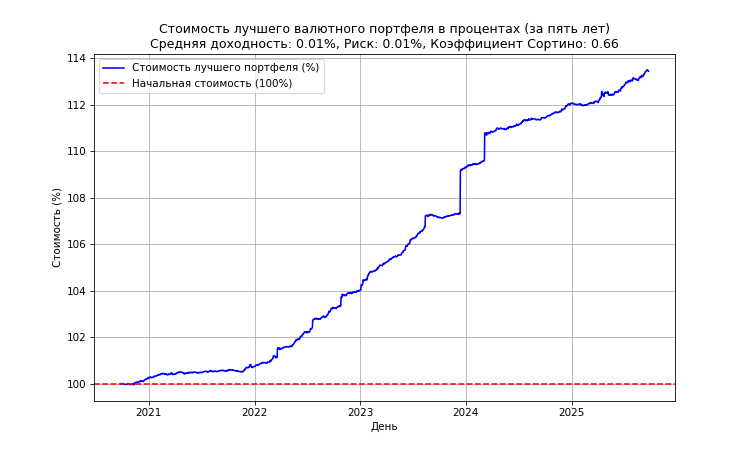 Стоимость лучшего валютного портфеля в процентах (за пять лет)
Средняя доходность: 0.01%, Риск: 0.01%, Коэффициент Сортино: 0.66
Стоимость лучшего портфеля (%)
Начальная стоимость (100%)
Стоимость (%)
114
112
110
108
106
104
102
100
2021 2022 2023 2024 2025
День